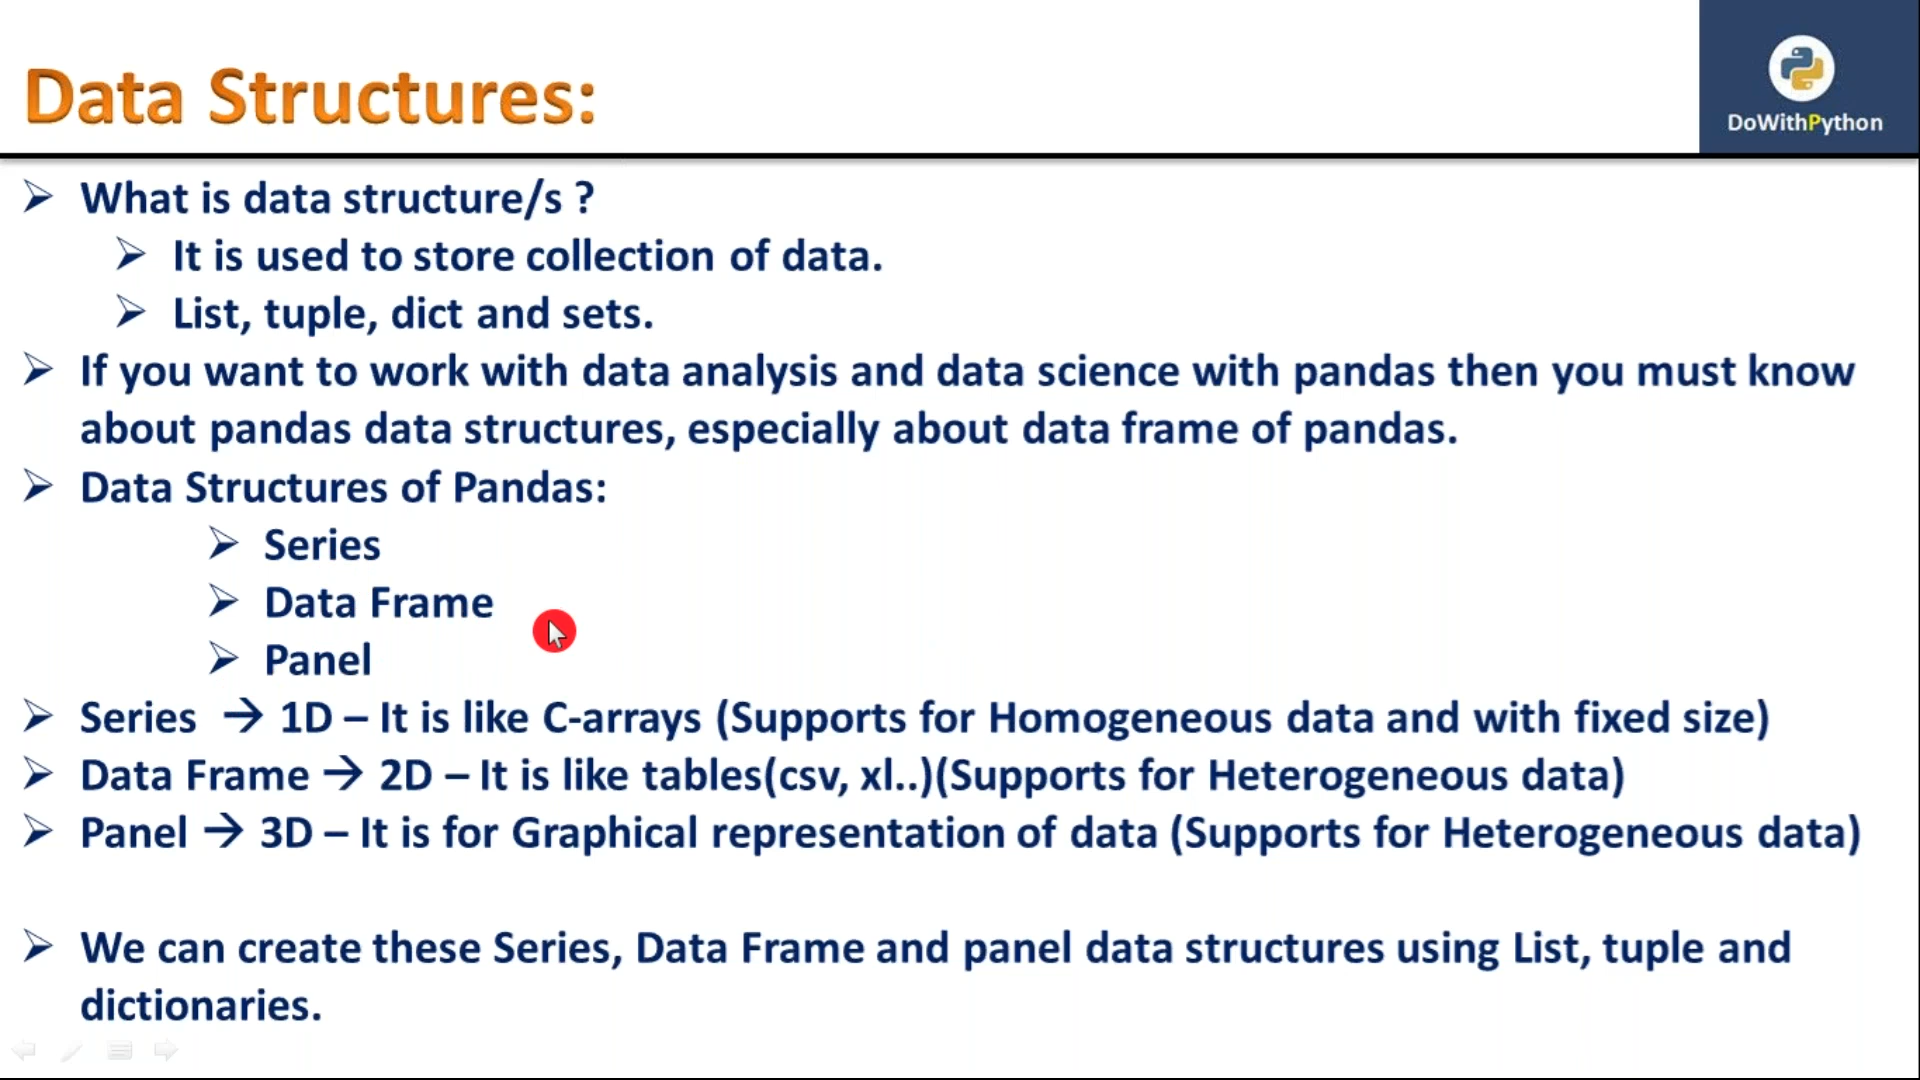 Data Structures:
DoWithPython
➢ What is data structure/s ?
➢ It is used to store collection of data.
➢ List, tuple, dict and sets.
➢ If you want to work with data analysis and data science with pandas then you must know
about pandas data structures, especially about data frame of pandas.
➢ Data Structures of Pandas:
➢ Series
➢ Data Frame
➢ Panel
➢ Series → 1D – It is like C-arrays (Supports for Homogeneous data and with fixed size)
➢ Data Frame → 2D – It is like tables(csv, xl..)(Supports for Heterogeneous data)
➢ Panel → 3D – It is for Graphical representation of data (Supports for Heterogeneous data)
➢ We can create these Series, Data Frame and panel data structures using List, tuple and
dictionaries.